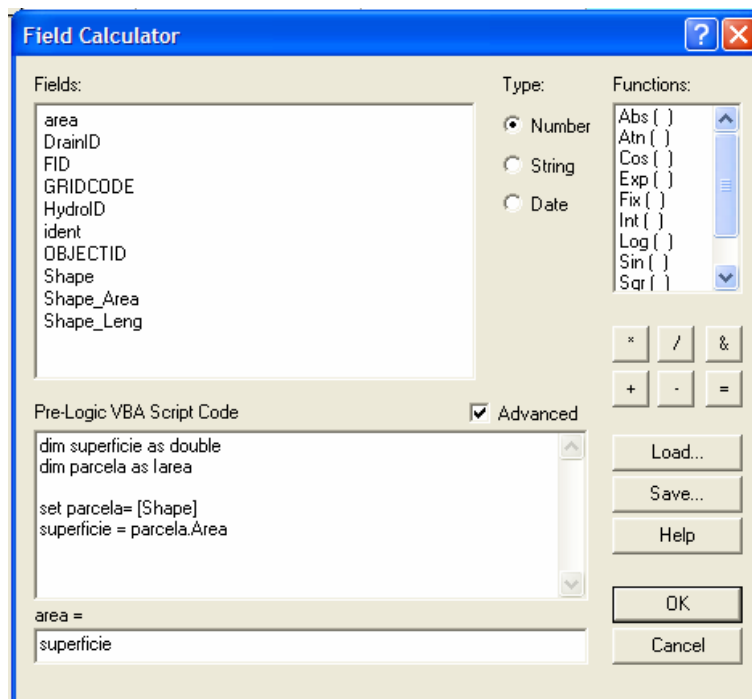 Field Calculator
Fields:
Type:
Functions:
area
DrainID
FID
GRIDCODE
HydroID
ident
OBJECTID
Shape
Shape_Area
Shape_Leng
Number
String
Date
Abs ( )
Atn ( )
Cos ( )
Exp ( )
Fix ( )
Int ( )
Log ( )
Sin ( )
Sqr ( )
* / &
+ - =
Pre-Logic VBA Script Code
Advanced
dim superficie as double
dim parcela as Iarea
set parcela= [Shape]
superficie = parcela.Area
Load...
Save...
Help
area =
superficie
OK
Cancel